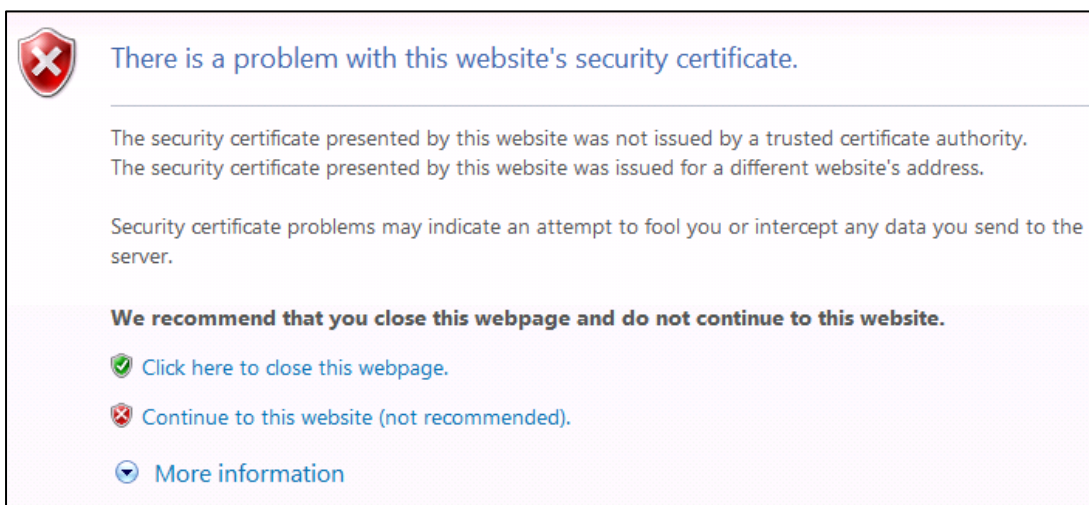 There is a problem with this website's security certificate.
The security certificate presented by this website was not issued by a trusted certificate authority.
The security certificate presented by this website was issued for a different website's address.
Security certificate problems may indicate an attempt to fool you or intercept any data you send to the
server.
We recommend that you close this webpage and do not continue to this website.
Click here to close this webpage.
Continue to this website (not recommended).
More information